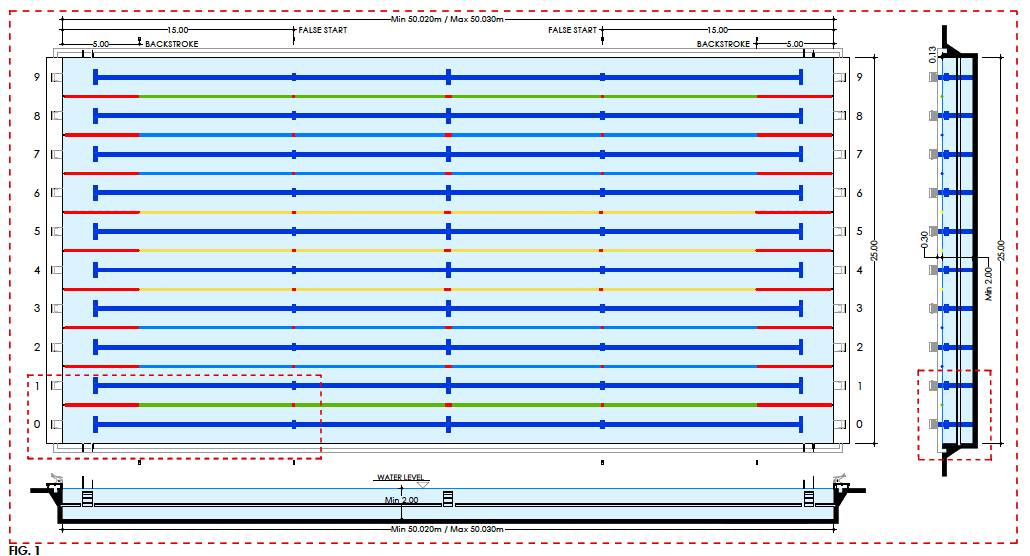 Min 50.020m / Max 50.030m
15.00 FALSE START FALSE START 15.00
5.00 BACKSTROKE BACKSTROKE 5.00
0.13
9 9
8 8
7 7
6 6
5 5
0.30
25.00
25.00
4 4
Min 2.00
3 3
2 2
1 1
0 0
WATER LEVEL
Min 2.00
Min 50.020m / Max 50.030m
FIG. 1